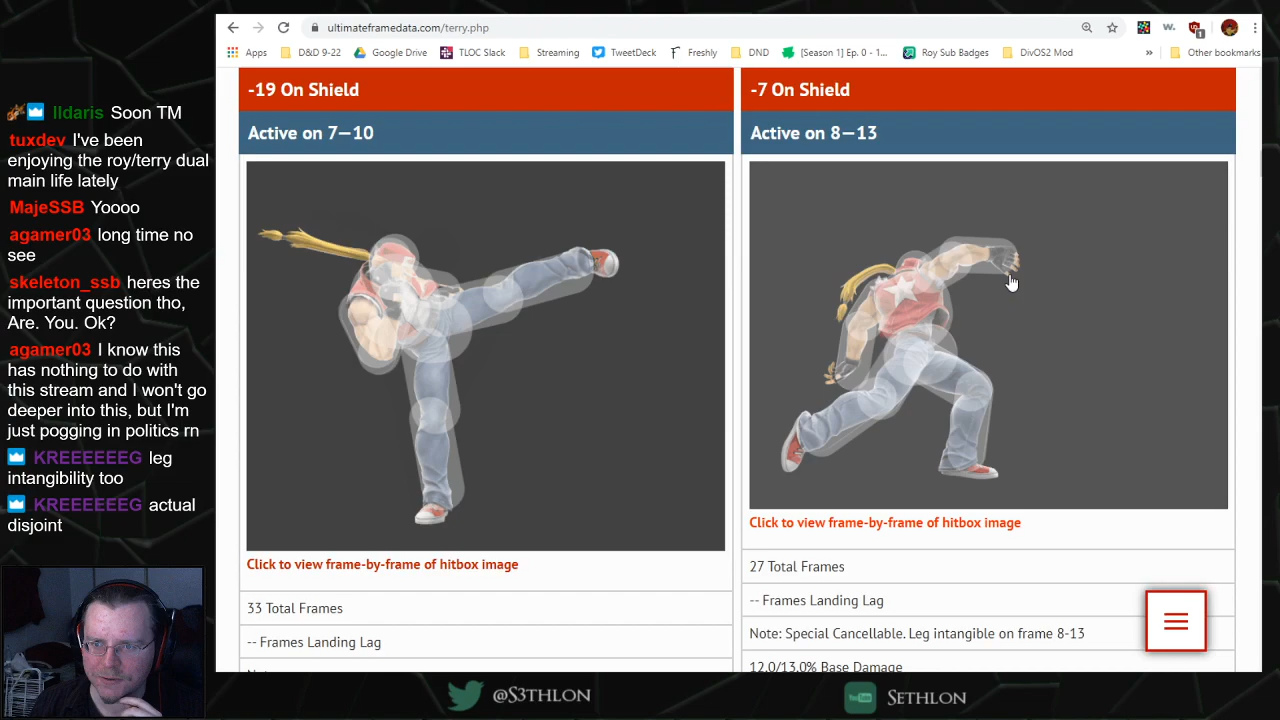 ultimateframedata.com/terry.php
Apps
D&D 9-22
Google Drive
TLOC Slack
Streaming
TweetDeck
Freshly
DND
[Season 1] Ep. 0 - 1...
Roy Sub Badges
DivOS2 Mod
»
Other bookmarks
-19 On Shield
-7 On Shield
Active on 7—10
Active on 8—13
Ildaris Soon TM
tuxdev I've been
enjoying the roy/terry dual
main life lately
MajeSSB Yoooo
agamer03 long time no
see
skeleton_ssb heres the
important question tho,
Are. You. Ok?
agamer03 I know this
has nothing to do with
this stream and I won't go
deeper into this, but I'm
just pogging in politics rn
KREEEEEEG leg
intangibility too
KREEEEEEG actual
disjoint
Click to view frame-by-frame of hitbox image
33 Total Frames
-- Frames Landing Lag
Click to view frame-by-frame of hitbox image
27 Total Frames
-- Frames Landing Lag
Note: Special Cancellable. Leg intangible on frame 8-13
12.0/13.0% Base Damage
@S3THLON
You Tube
SETHLON